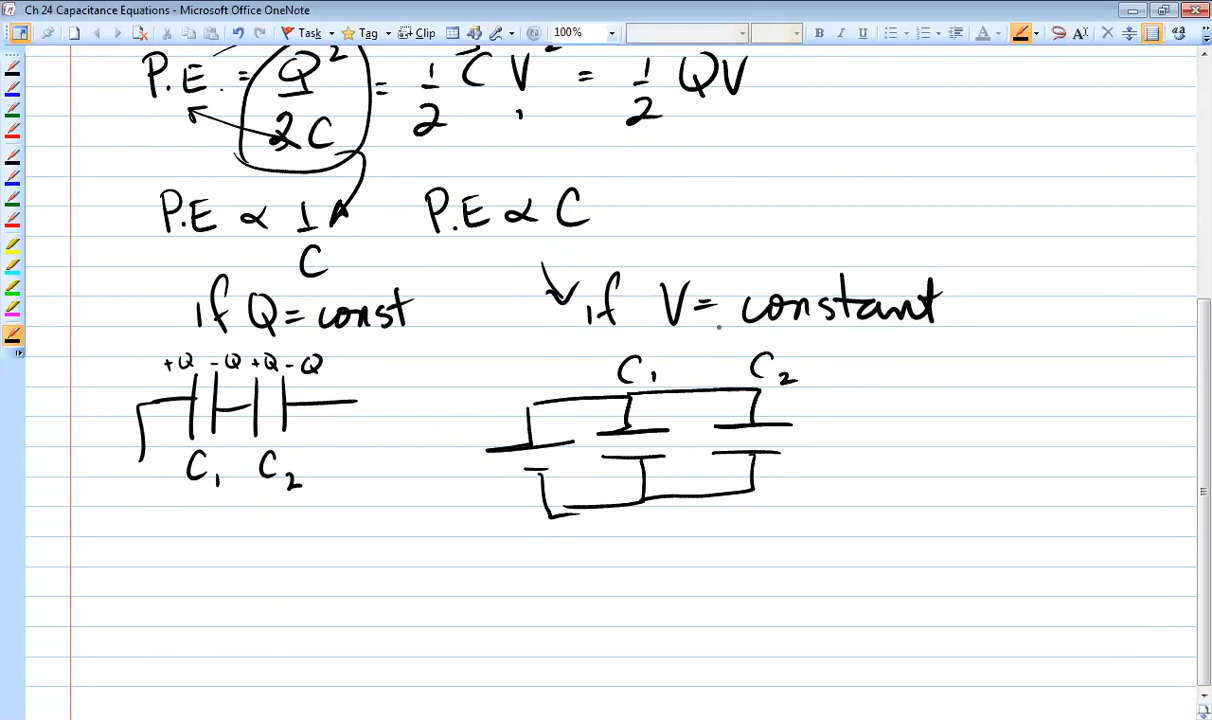 Ch 24 Capacitance Equations - Microsoft Office OneNote
Task Tag Clip 100% B I U A
P.E = Q² = 1 C V² = 1 QV
2C 2 2
P.E ∝ 1 P.E ∝ C
C
if Q = const if V = constant
+Q -Q +Q -Q C₁ C₂
C₁ C₂